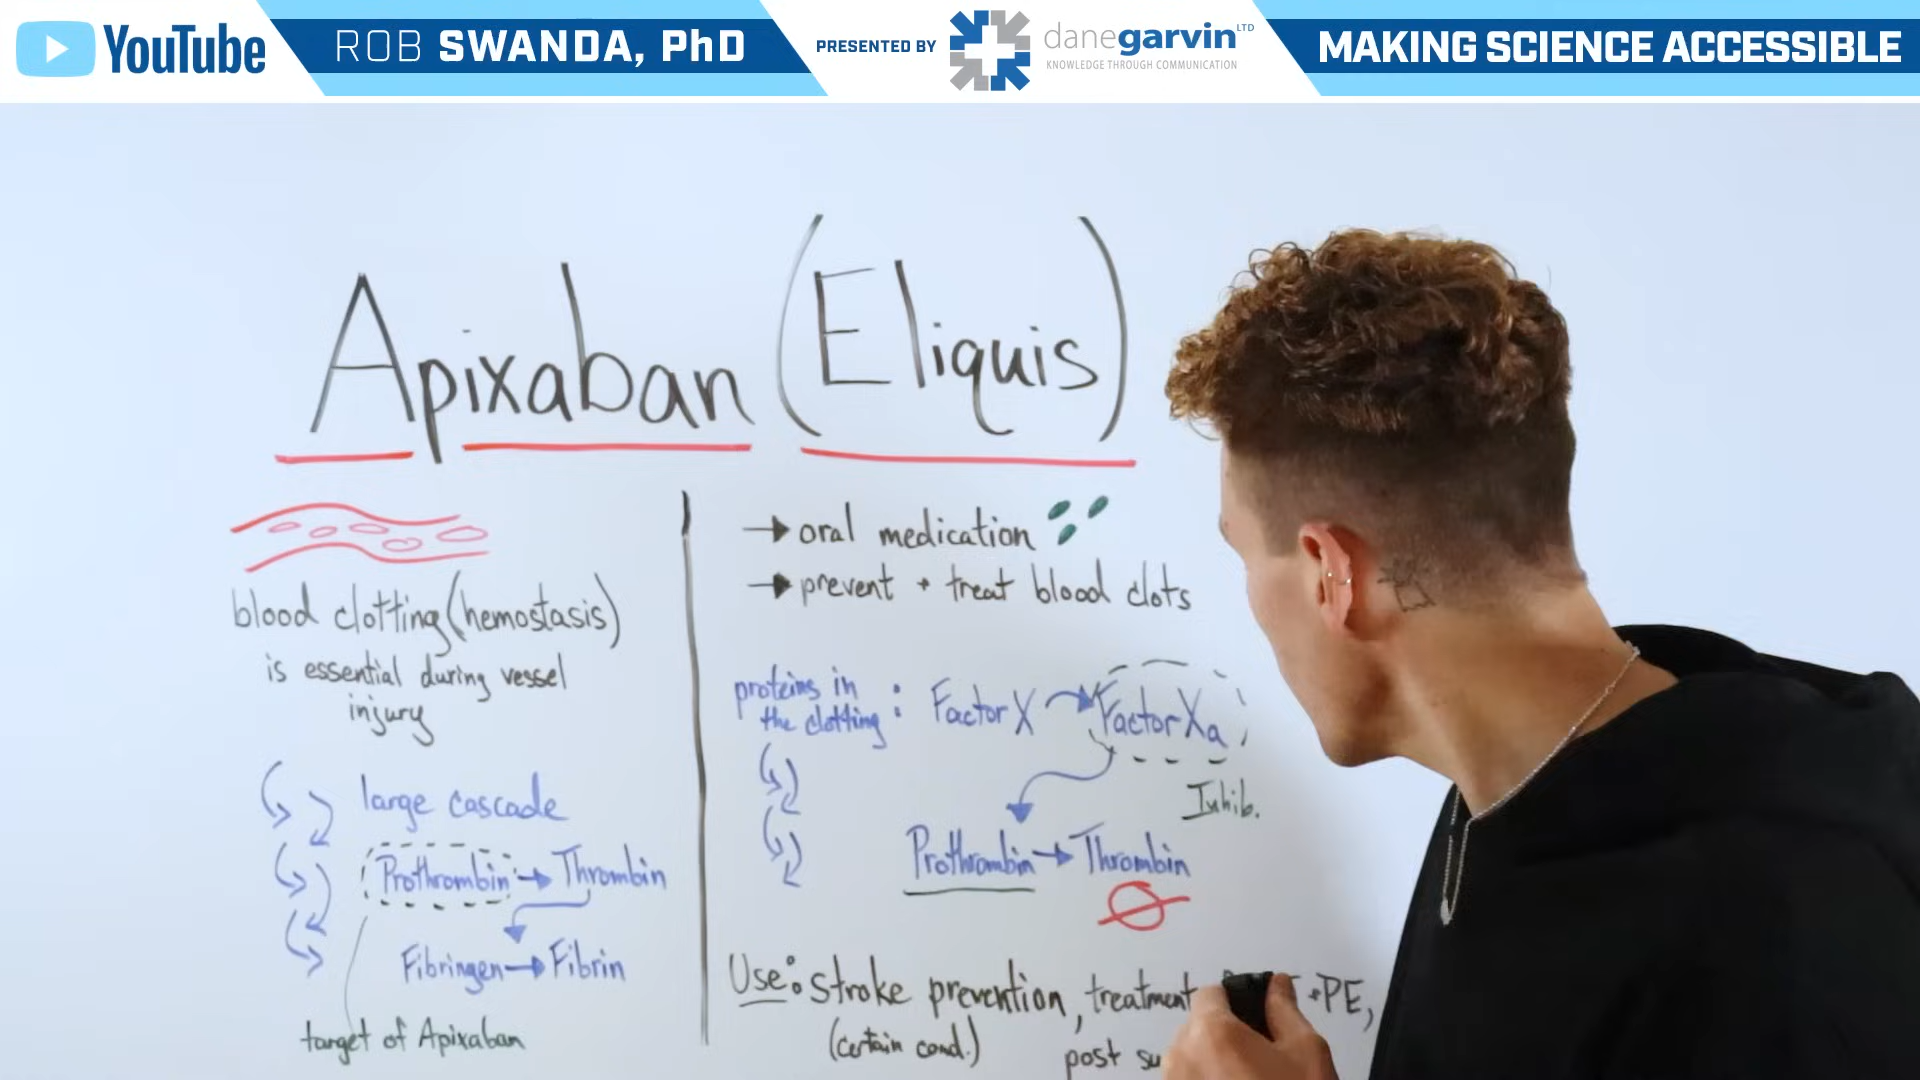 YouTube
ROB SWANDA, PhD
PRESENTED BY
danegarvin LTD
KNOWLEDGE THROUGH COMMUNICATION
MAKING SCIENCE ACCESSIBLE
Apixaban (Eliquis)
blood clotting (hemostasis)
is essential during vessel
injury
large cascade
Prothrombin → Thrombin
Fibringen → Fibrin
target of Apixaban
→ oral medication
→ prevent + treat blood clots
proteins in
the clotting :
Factor X
Factor Xa
Inhib.
Prothrombin → Thrombin
Use: stroke prevention, treatment
+PE,
(certain cond.)
post